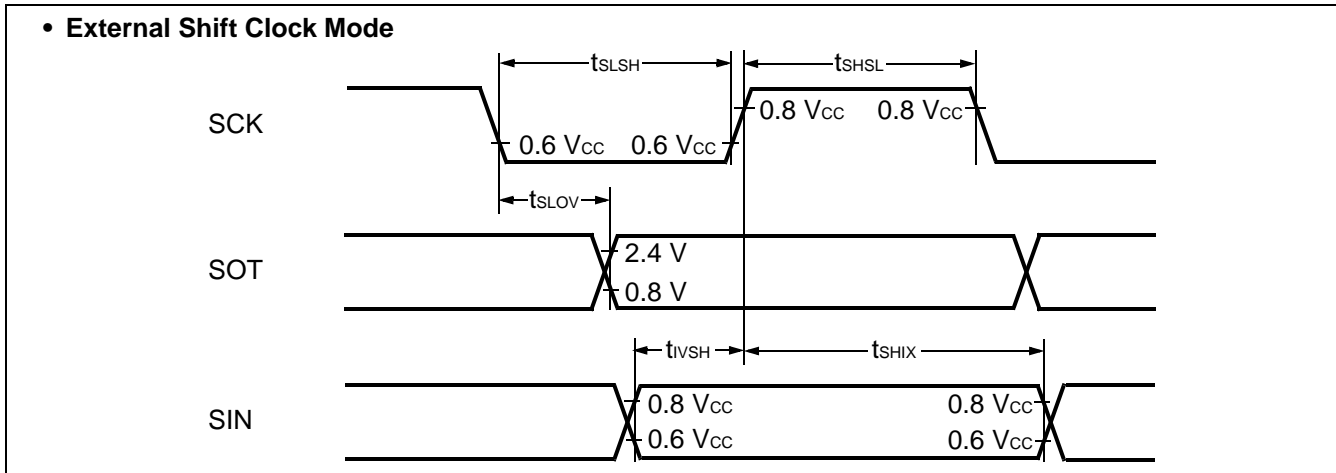 • External Shift Clock Mode
tSLSH
tSHSL
SCK
0.8 VCC
0.8 VCC
0.6 VCC
0.6 VCC
tSLOV
SOT
2.4 V
0.8 V
tIVSH
tSHIX
SIN
0.8 VCC
0.8 VCC
0.6 VCC
0.6 VCC